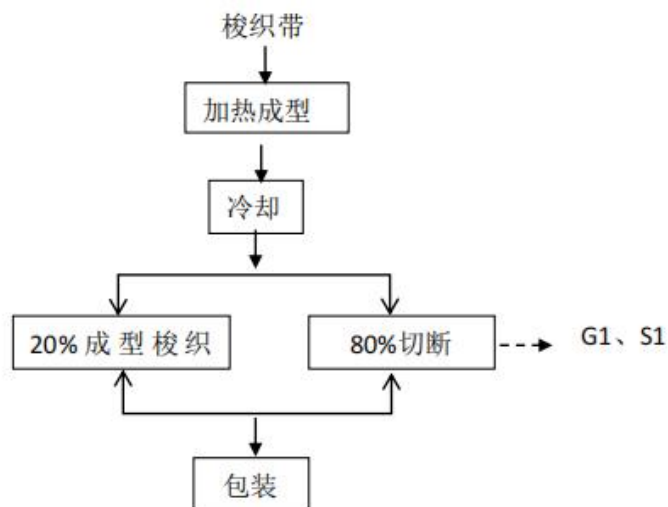 梭织带
加热成型
冷却
20% 成 型 梭 织
80%切断
G1、S1
包装